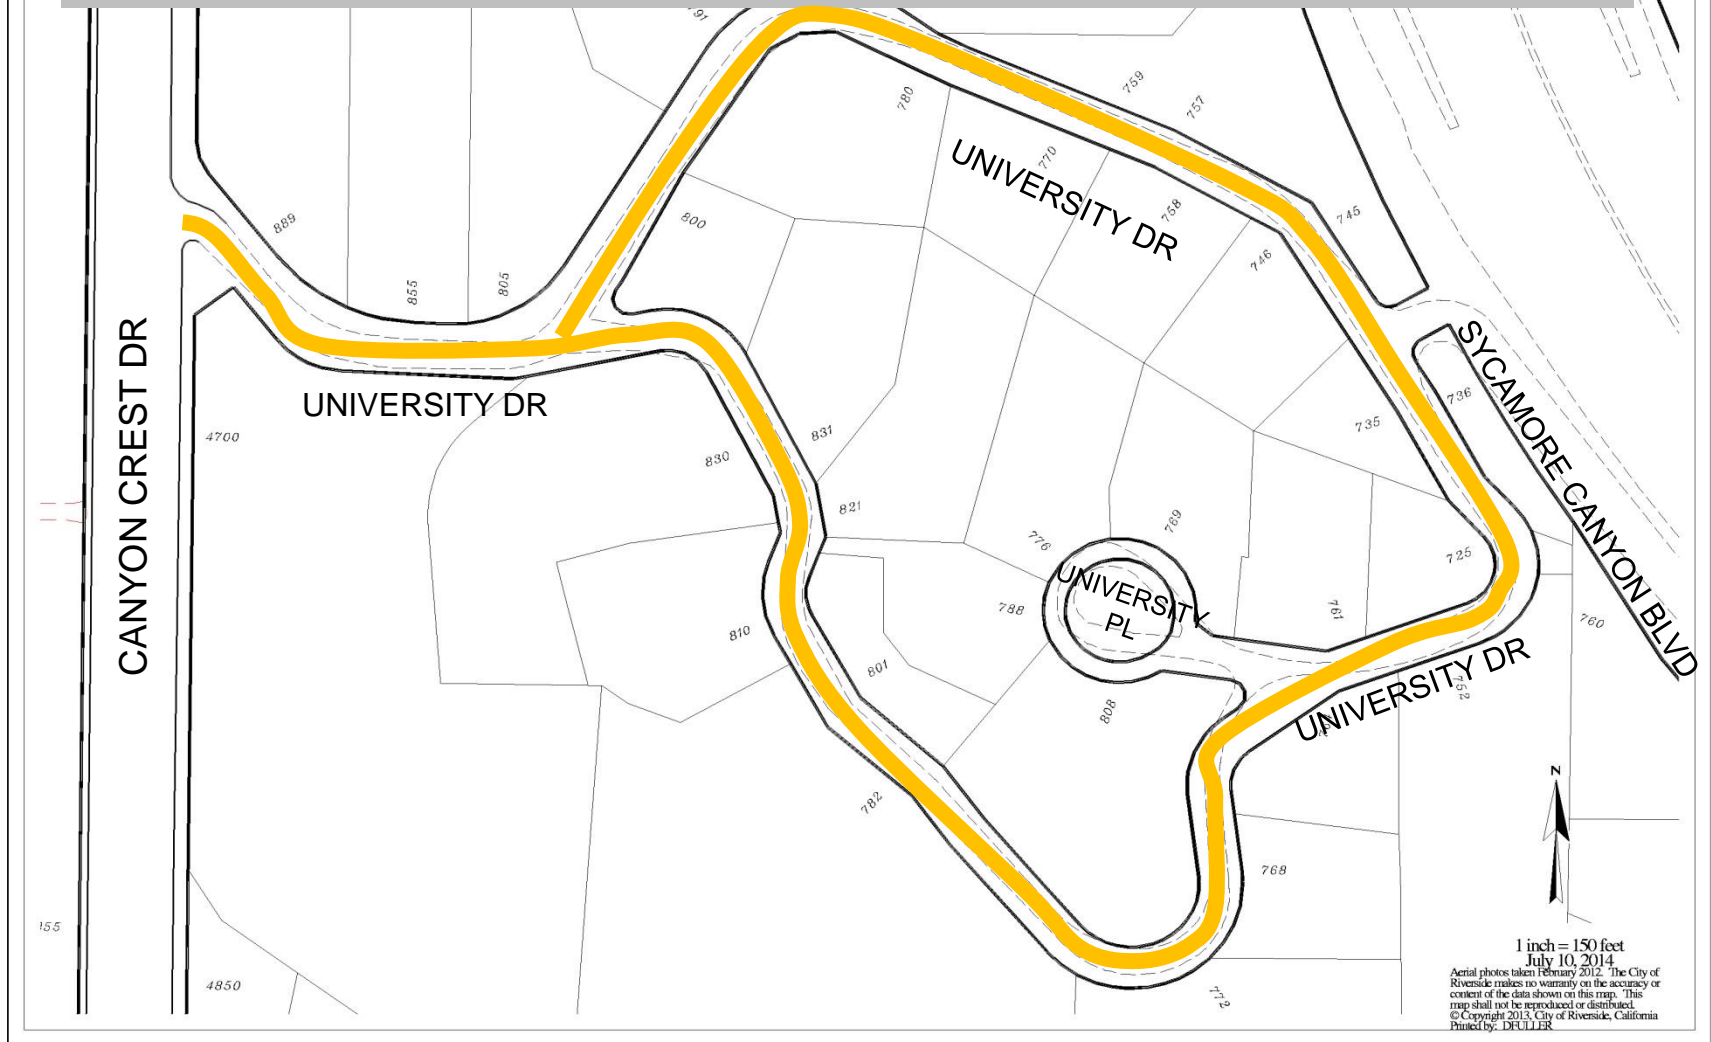 791
759
757
780
770
UNIVERSITY DR
758
745
800
746
889
855
805
CANYON CREST DR
UNIVERSITY DR
SYCAMORE CANYON BLVD
736
735
4700
831
830
821
769
776
725
UNIVERSITY
PL
788
761
760
810
801
UNIVERSITY DR
752
808
782
768
N
772
4850
1 inch = 150 feet
July 10, 2014
Aerial photos taken February 2012. The City of
Riverside makes no warranty on the accuracy or
content of the data shown on this map. This
map shall not be reproduced or distributed.
© Copyright 2013, City of Riverside, California
Printed by: DFULLER